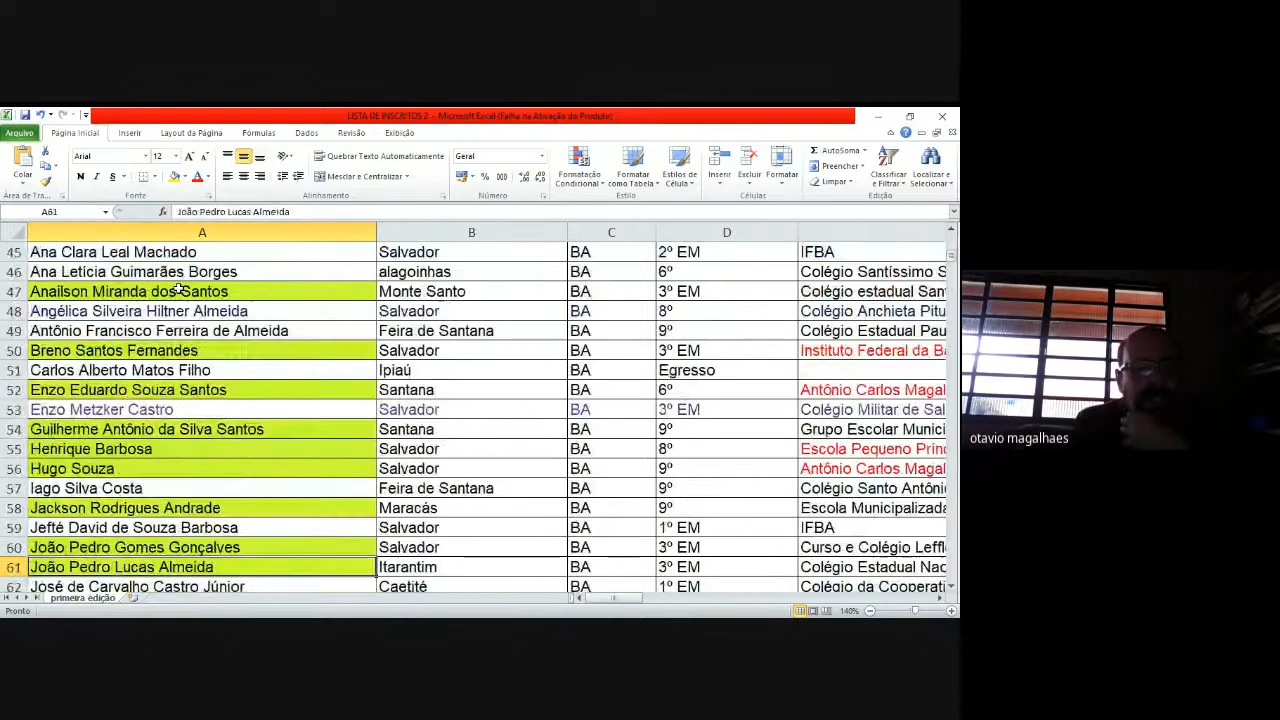 LISTA DE INSCRITOS 2 - Microsoft Excel (Falha na Ativação do Produto)
Arquivo Página Inicial Inserir Layout da Página Fórmulas Dados Revisão Exibição
Colar
Arial 12
N I S
Quebrar Texto Automaticamente
Mesclar e Centralizar
Geral
% 000
Formatação Condicional
Formatar como Tabela
Estilos de Célula
Inserir Excluir Formatar
AutoSoma
Preencher
Limpar
Classificar e Filtrar
Localizar e Selecionar
Área de Tra... Fonte Alinhamento Número Estilo Células Edição
A61 fx João Pedro Lucas Almeida
A B C D
45 Ana Clara Leal Machado Salvador BA 2º EM IFBA
46 Ana Letícia Guimarães Borges alagoinhas BA 6º Colégio Santíssimo S
47 Anailson Miranda dos Santos Monte Santo BA 3º EM Colégio estadual San
48 Angélica Silveira Hiltner Almeida Salvador BA 8º Colégio Anchieta Pitu
49 Antônio Francisco Ferreira de Almeida Feira de Santana BA 9º Colégio Estadual Pau
50 Breno Santos Fernandes Salvador BA 3º EM Instituto Federal da B
51 Carlos Alberto Matos Filho Ipiaú BA Egresso
52 Enzo Eduardo Souza Santos Santana BA 6º Antônio Carlos Magal
53 Enzo Metzker Castro Salvador BA 3º EM Colégio Militar de Sal
54 Guilherme Antônio da Silva Santos Santana BA 9º Grupo Escolar Munici
55 Henrique Barbosa Salvador BA 8º Escola Pequeno Prínc
56 Hugo Souza Salvador BA 9º Antônio Carlos Magal
57 Iago Silva Costa Feira de Santana BA 9º Colégio Santo Antôni
58 Jackson Rodrigues Andrade Maracás BA 9º Escola Municipalizada
59 Jefté David de Souza Barbosa Salvador BA 1º EM IFBA
60 João Pedro Gomes Gonçalves Salvador BA 3º EM Curso e Colégio Leffl
61 João Pedro Lucas Almeida Itarantim BA 3º EM Colégio Estadual Nac
62 José de Carvalho Castro Júnior Caetité BA 1º EM Colégio da Cooperati
primeira edição
Pronto 140%
otavio magalhaes